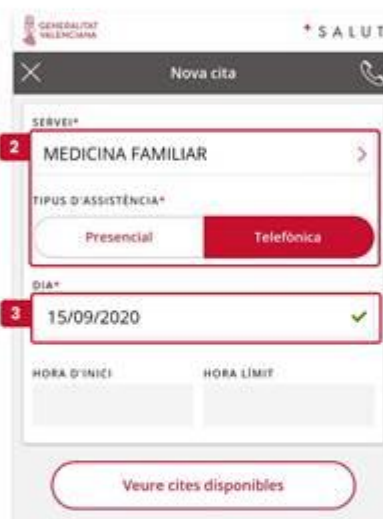 GENERALITAT
VALENCIANA
+SALUT
Nova cita
SERVEI*
2
MEDICINA FAMILIAR
TIPUS D'ASSISTÈNCIA*
Presencial
Telefònica
DIA*
3
15/09/2020
HORA D'INICI
HORA LÍMIT
Veure cites disponibles